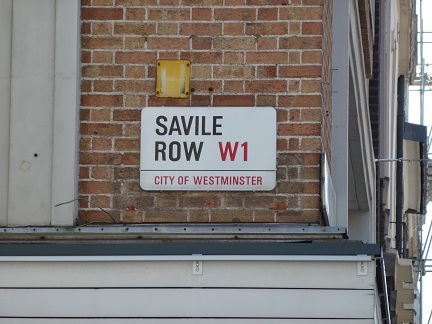 SAVILE
ROW W1
CITY OF WESTMINSTER